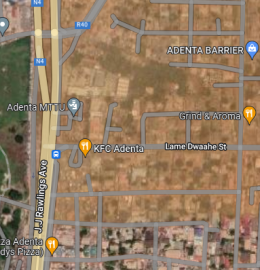 N4
R40
ADENTA BARRIER
N4
Adenta MTTU
Grind & Aroma
KFC Adenta
Lame Dwaahe St
J.J Rawlings Ave
za Adenta
dys Pizza)